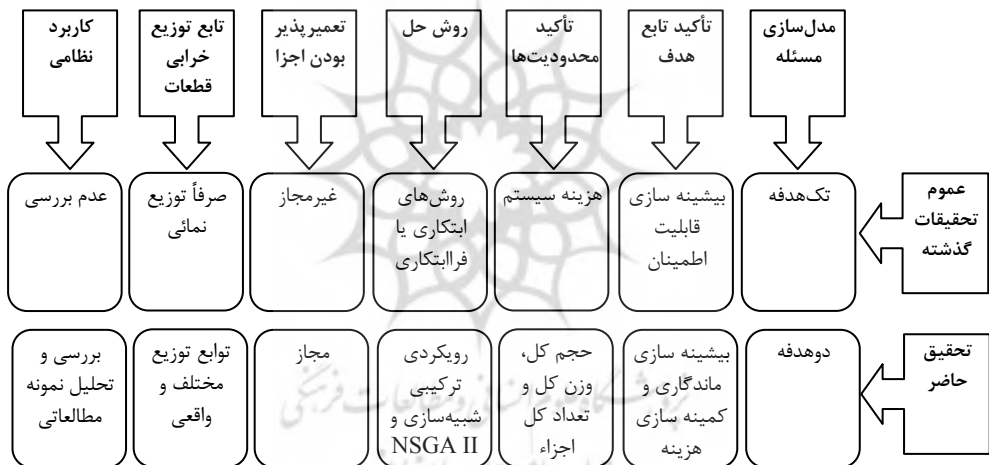 مدل‌سازی
مسئله
تأکید تابع
هدف
تأکید
محدودیت‌ها
روش حل
تعمیرپذیر
بودن اجزا
تابع توزیع
خرابی
قطعات
کاربرد
نظامی
عموم
تحقیقات
گذشته
تک‌هدفه
بیشینه سازی
قابلیت
اطمینان
هزینه سیستم
روش‌های
ابتکاری یا
فراابتکاری
غیرمجاز
صرفاً توزیع
نمائی
عدم بررسی
تحقیق
حاضر
دوهدفه
بیشینه سازی
ماندگاری و
کمینه سازی
هزینه
حجم کل،
وزن کل و
تعداد کل
اجزاء
رویکردی
ترکیبی
شبیه‌سازی و
NSGA II
مجاز
توابع توزیع
مختلف و
واقعی
بررسی و
تحلیل نمونه
مطالعاتی